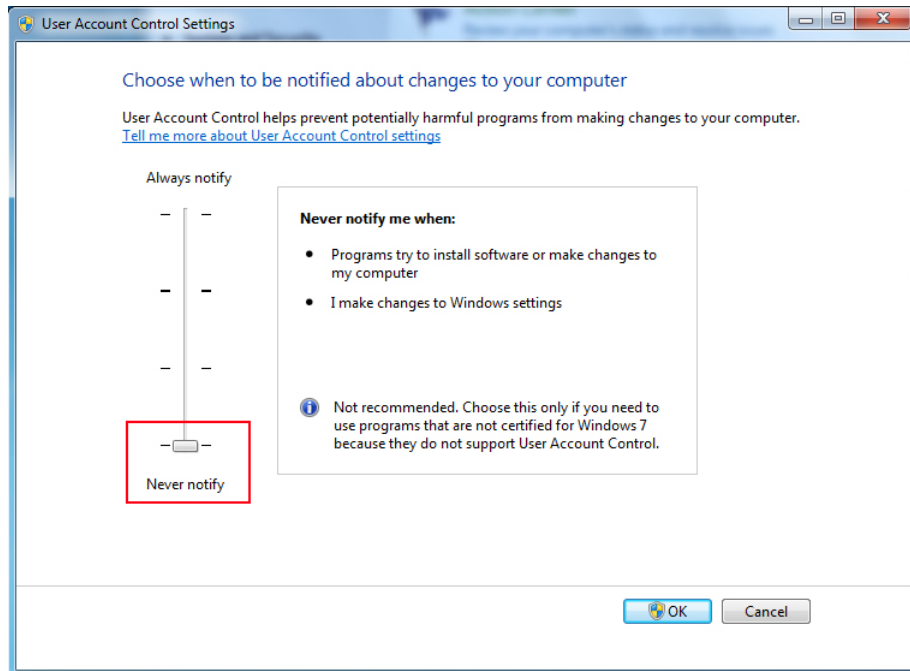 User Account Control Settings
Choose when to be notified about changes to your computer
User Account Control helps prevent potentially harmful programs from making changes to your computer.
Tell me more about User Account Control settings
Always notify
Never notify me when:
• Programs try to install software or make changes to
my computer
• I make changes to Windows settings
Not recommended. Choose this only if you need to
use programs that are not certified for Windows 7
because they do not support User Account Control.
Never notify
OK
Cancel